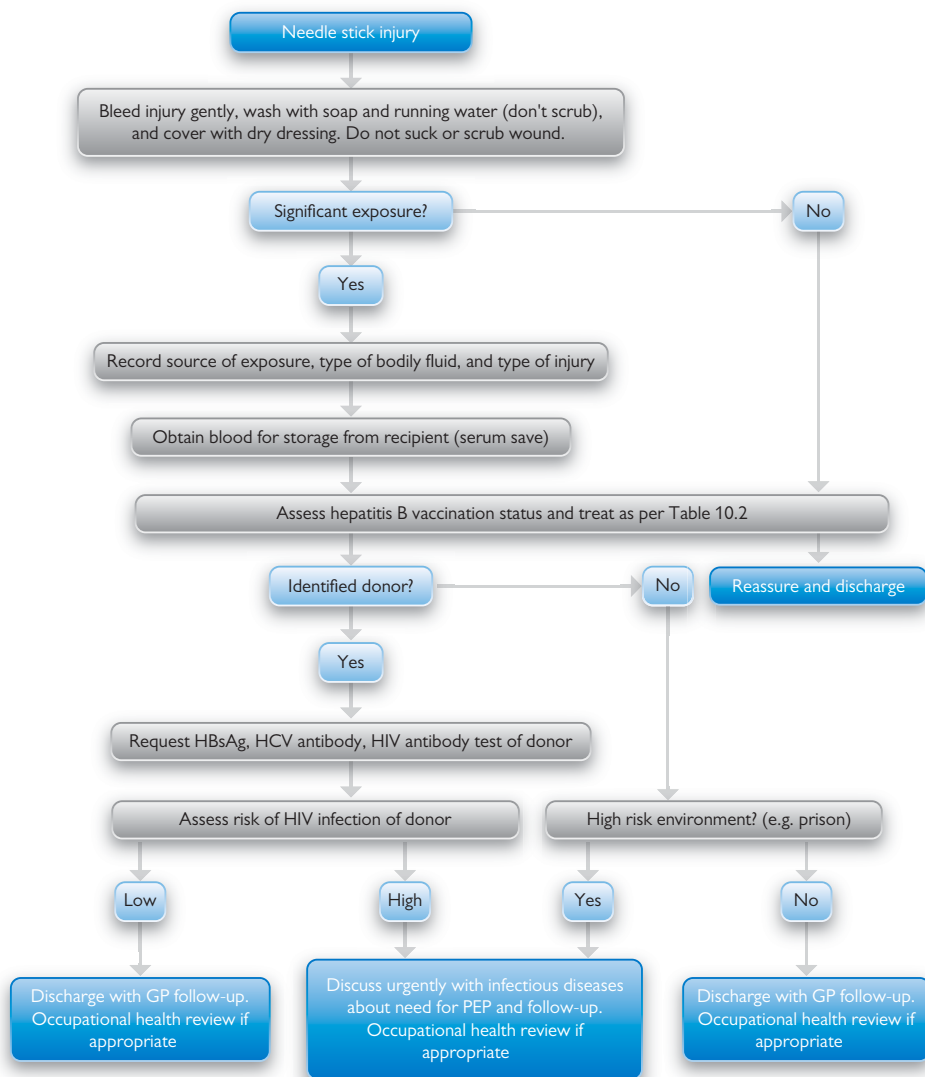 Needle stick injury
Bleed injury gently, wash with soap and running water (don't scrub),
and cover with dry dressing. Do not suck or scrub wound.
Significant exposure?
No
Yes
Record source of exposure, type of bodily fluid, and type of injury
Obtain blood for storage from recipient (serum save)
Assess hepatitis B vaccination status and treat as per Table 10.2
Identified donor?
No
Reassure and discharge
Yes
Request HBsAg, HCV antibody, HIV antibody test of donor
Assess risk of HIV infection of donor
High risk environment? (e.g. prison)
Low
High
Yes
No
Discharge with GP follow-up.
Occupational health review if
appropriate
Discuss urgently with infectious diseases
about need for PEP and follow-up.
Occupational health review if
appropriate
Discharge with GP follow-up.
Occupational health review if
appropriate